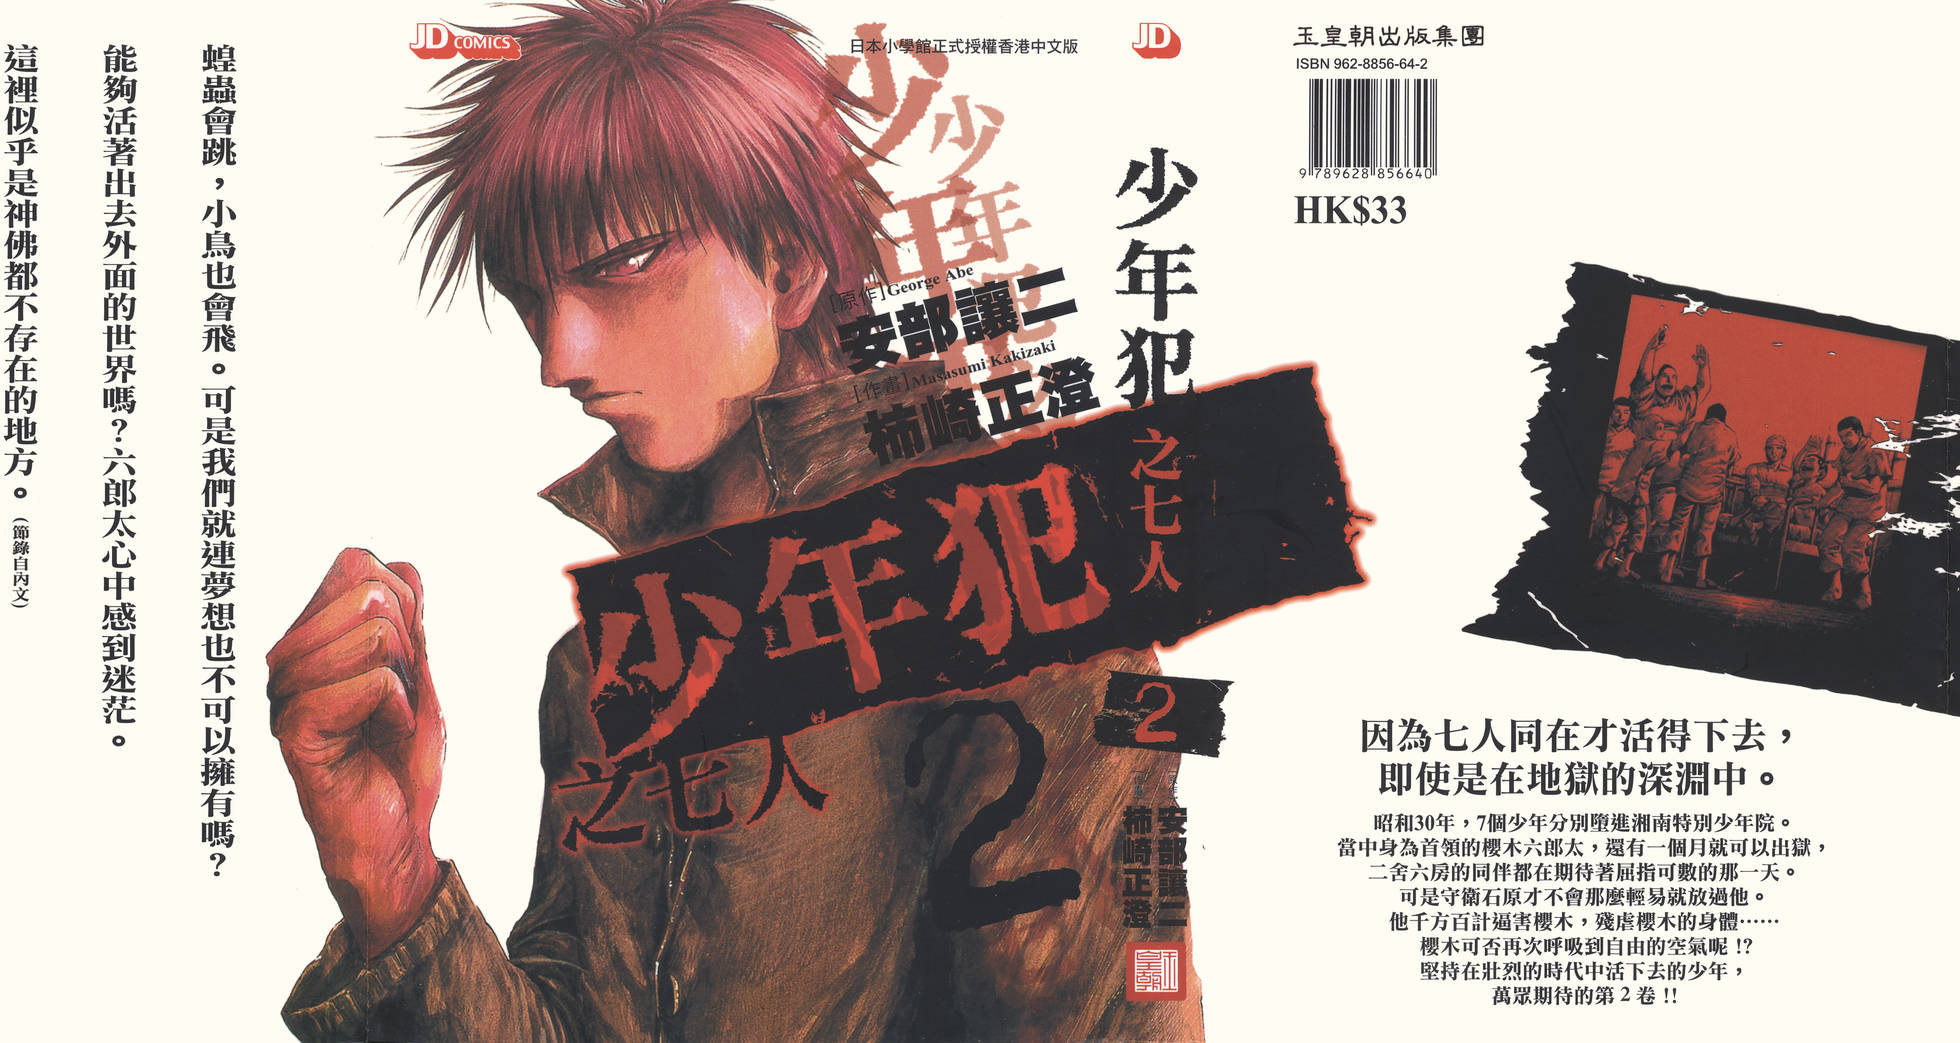 蝗蟲會跳，小鳥也會飛。可是我們就連夢想也不可以擁有嗎？
能夠活著出去外面的世界嗎？六郎太心中感到迷茫。
這裡似乎是神佛都不存在的地方。(節錄自內文)
JD COMICS
日本小學館正式授權香港中文版
少年
少年犯
[原作]George Abe
安部讓二
[作畫]Masasumi Kakizaki
柿崎正澄
少年犯
之七人
2
JD
少年犯
之七人
2
[原作]
安部讓二
[作畫]
柿崎正澄
玉皇朝
玉皇朝出版集團
ISBN 962-8856-64-2
9 789628 856640
HK$33
因為七人同在才活得下去，
即使是在地獄的深淵中。
昭和30年，7個少年分別墮進湘南特別少年院。
當中身為首領的櫻木六郎太，還有一個月就可以出獄，
二舍六房的同伴都在期待著屈指可數的那一天。
可是守衛石原才不會那麼輕易就放過他。
他千方百計逼害櫻木，殘虐櫻木的身體⋯⋯
櫻木可否再次呼吸到自由的空氣呢 !?
堅持在壯烈的時代中活下去的少年，
萬眾期待的第 2 卷 !!